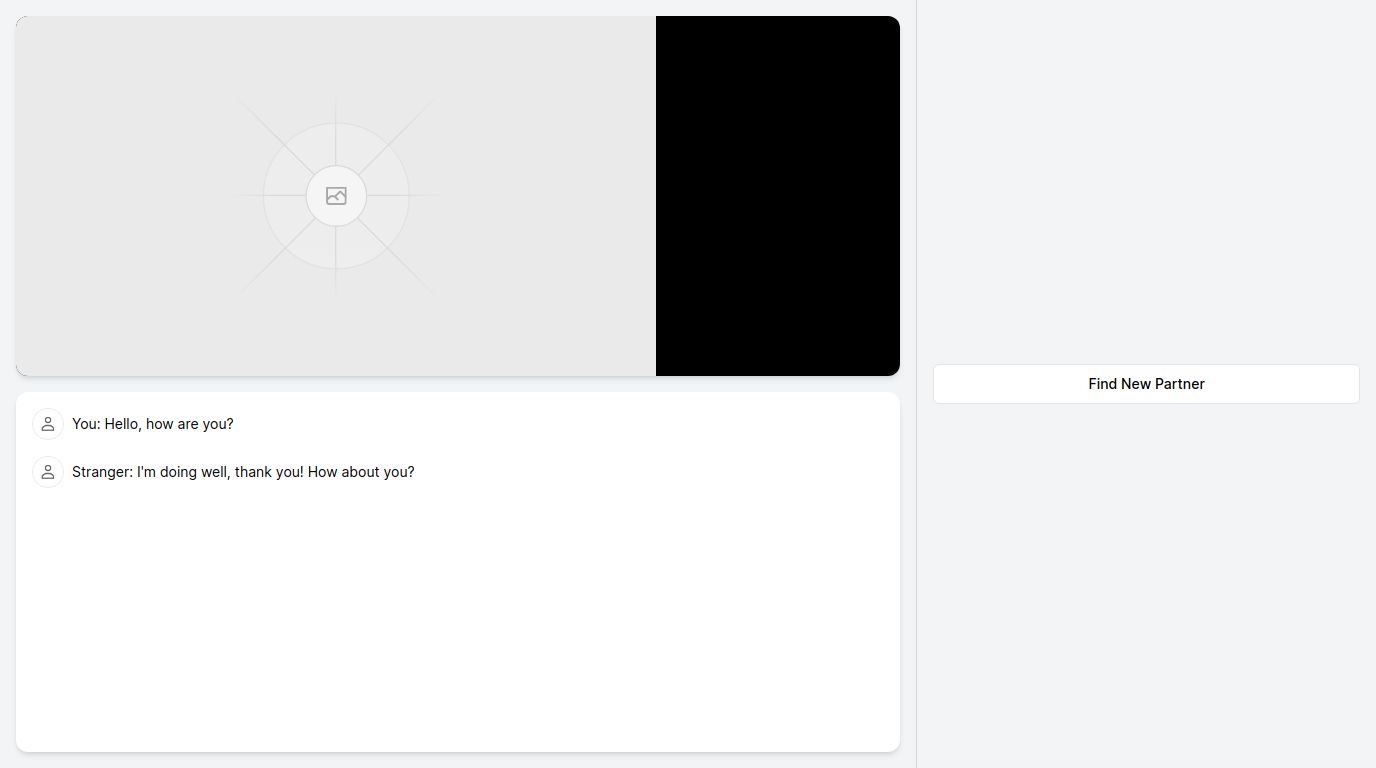 You: Hello, how are you?
Stranger: I'm doing well, thank you! How about you?
Find New Partner